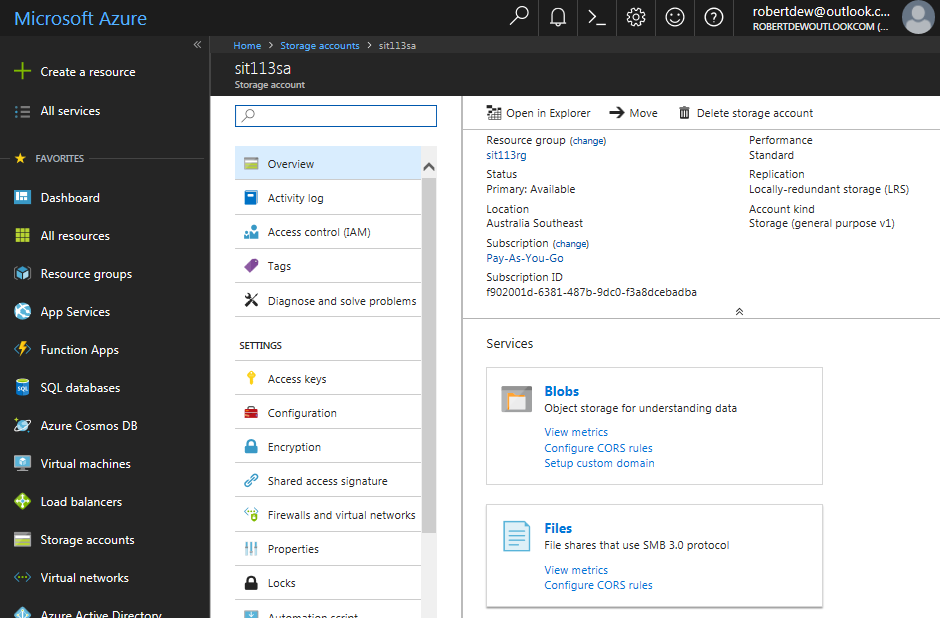 Microsoft Azure
robertdew@outlook.c...
ROBERTDEWOUTLOOKCOM (...
Home > Storage accounts > sit113sa
sit113sa
Storage account
Create a resource
All services
FAVORITES
Dashboard
All resources
Resource groups
App Services
Function Apps
SQL databases
Azure Cosmos DB
Virtual machines
Load balancers
Storage accounts
Virtual networks
Azure Active Directory
Overview
Activity log
Access control (IAM)
Tags
Diagnose and solve problems
SETTINGS
Access keys
Configuration
Encryption
Shared access signature
Firewalls and virtual networks
Properties
Locks
Automation script
Open in Explorer
Move
Delete storage account
Resource group (change)
sit113rg
Status
Primary: Available
Location
Australia Southeast
Subscription (change)
Pay-As-You-Go
Subscription ID
f902001d-6381-487b-9dc0-f3a8dcebadba
Performance
Standard
Replication
Locally-redundant storage (LRS)
Account kind
Storage (general purpose v1)
Services
Blobs
Object storage for understanding data
View metrics
Configure CORS rules
Setup custom domain
Files
File shares that use SMB 3.0 protocol
View metrics
Configure CORS rules